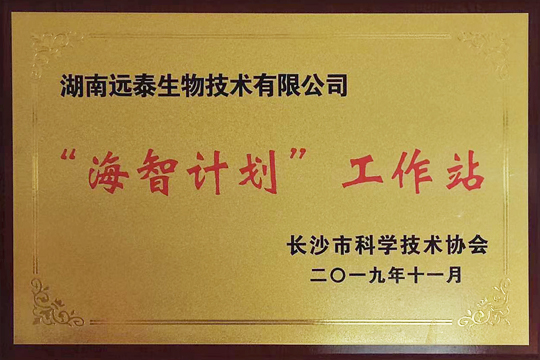 湖南远泰生物技术有限公司
“海智计划”工作站
长沙市科学技术协会
二〇一九年十一月